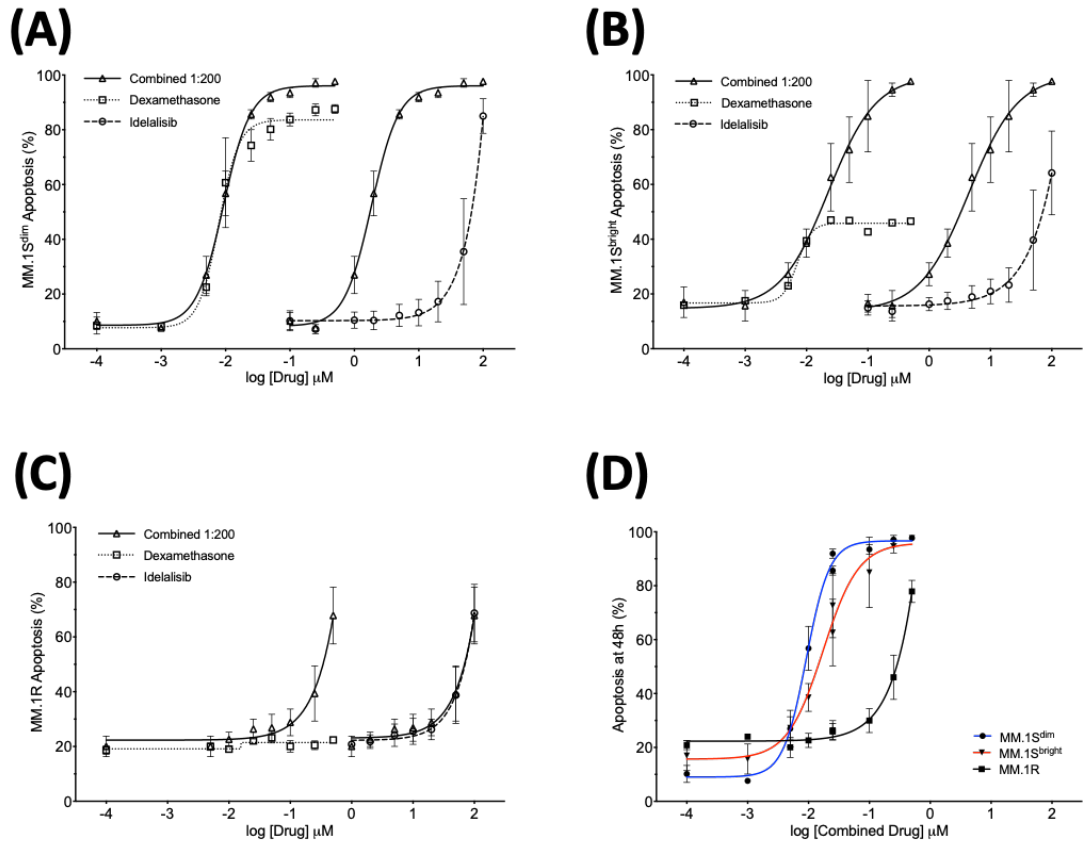 (A)
100
80
60
40
20
0
MM.1Sdim Apoptosis (%)
Combined 1:200
Dexamethasone
Idelalisib
-4 -3 -2 -1 0 1 2
log [Drug] μM
(B)
100
80
60
40
20
0
MM.1Sbright Apoptosis (%)
Combined 1:200
Dexamethasone
Idelalisib
-4 -3 -2 -1 0 1 2
log [Drug] μM
(C)
100
80
60
40
20
0
MM.1R Apoptosis (%)
Combined 1:200
Dexamethasone
Idelalisib
-4 -3 -2 -1 0 1 2
log [Drug] μM
(D)
100
80
60
40
20
0
Apoptosis at 48h (%)
MM.1Sdim
MM.1Sbright
MM.1R
-4 -3 -2 -1 0 1 2
log [Combined Drug] μM